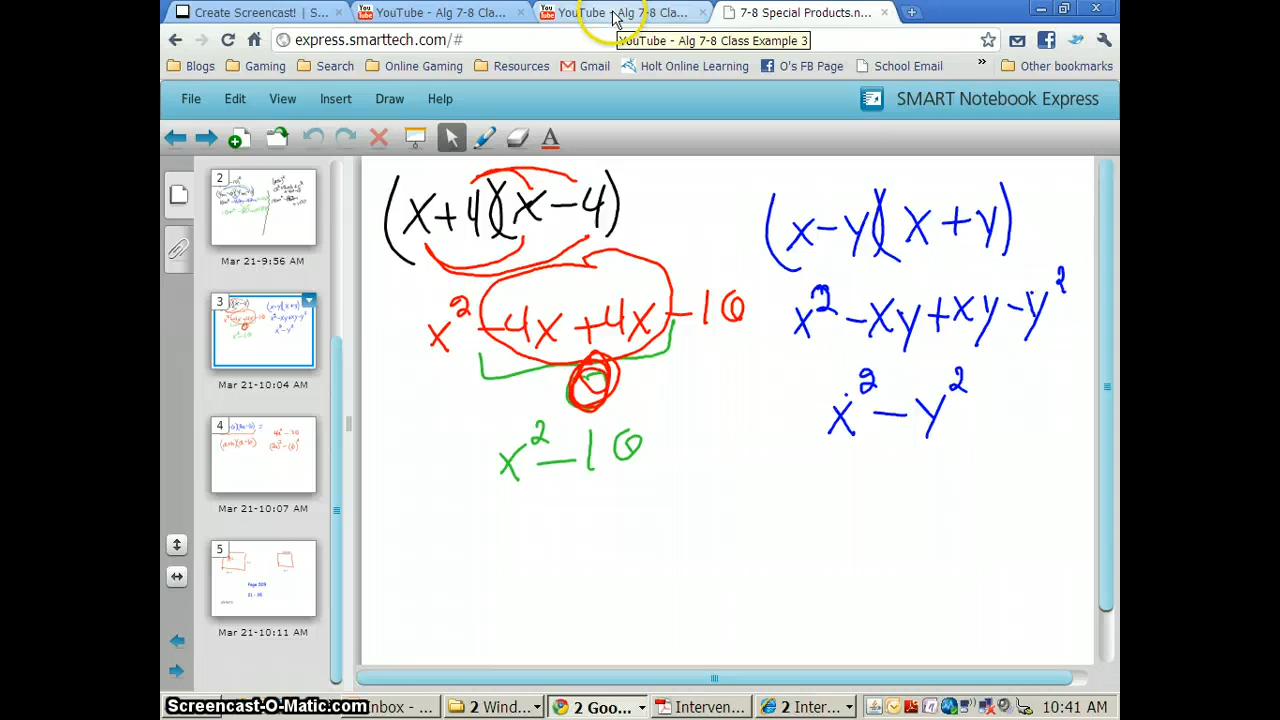 Create Screencast! | S... YouTube - Alg 7-8 Cla... YouTube - Alg 7-8 Cla... 7-8 Special Products.n...
express.smarttech.com/#
YouTube - Alg 7-8 Class Example 3
Blogs Gaming Search Online Gaming Resources Gmail Holt Online Learning O's FB Page School Email » Other bookmarks
File Edit View Insert Draw Help SMART Notebook Express
2
Mar 21-9:56 AM
3
Mar 21-10:04 AM
4
Mar 21-10:07 AM
5
Page 505
21 - 35
Mar 21-10:11 AM
(x+4)(x-4)
x² -4x +4x -16
0
x² - 16
(x-y)(x+y)
x² - xy + xy - y²
x² - y²
Screencast-O-Matic.com
nbox - ... 2 Wind... 2 Goo... Interven... 2 Inter... 10:41 AM